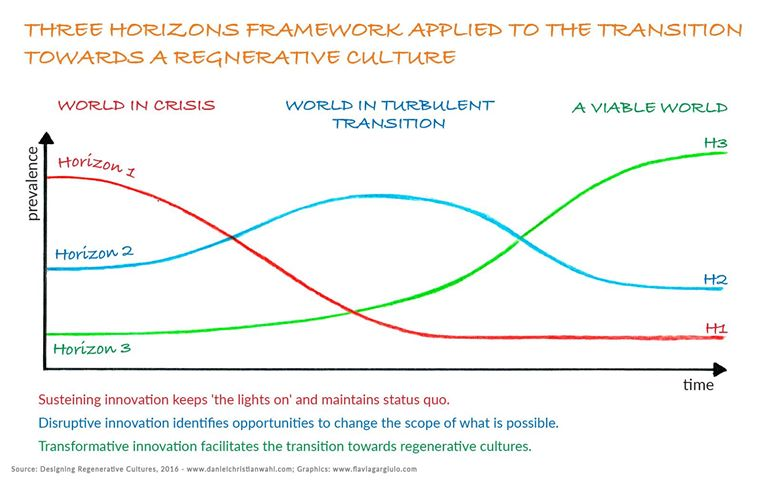 THREE HORIZONS FRAMEWORK APPLIED TO THE TRANSITION
TOWARDS A REGNERATIVE CULTURE
WORLD IN CRISIS
WORLD IN TURBULENT
TRANSITION
A VIABLE WORLD
prevalence
Horizon 1
Horizon 2
Horizon 3
H3
H2
H1
time
Susteining innovation keeps 'the lights on' and maintains status quo.
Disruptive innovation identifies opportunities to change the scope of what is possible.
Transformative innovation facilitates the transition towards regenerative cultures.
Source: Designing Regenerative Cultures, 2016 - www.danielchristianwahl.com; Graphics: www.flaviagargiulo.com